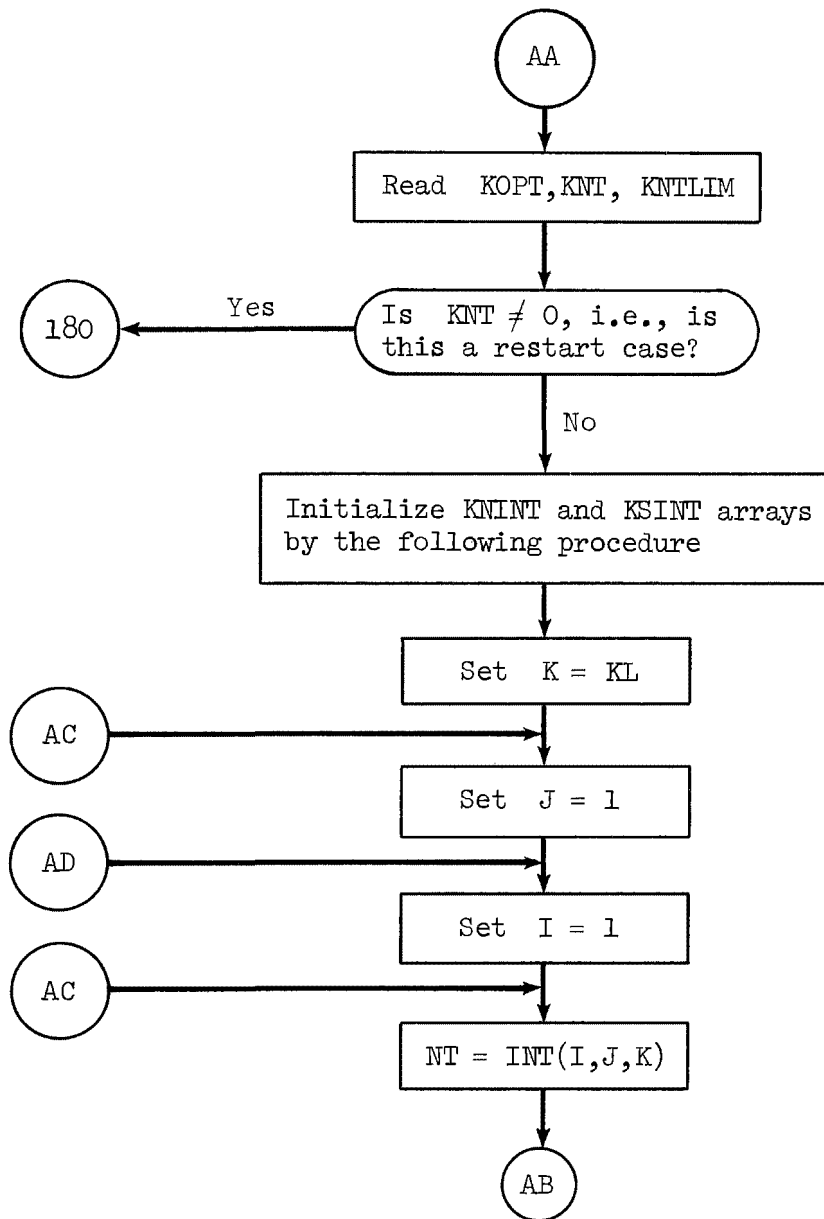 AA
Read KOPT,KNT, KNTLIM
180
Yes
Is KNT ≠ 0, i.e., is
this a restart case?
No
Initialize KNINT and KSINT arrays
by the following procedure
Set K = KL
AC
Set J = 1
AD
Set I = 1
AC
NT = INT(I,J,K)
AB